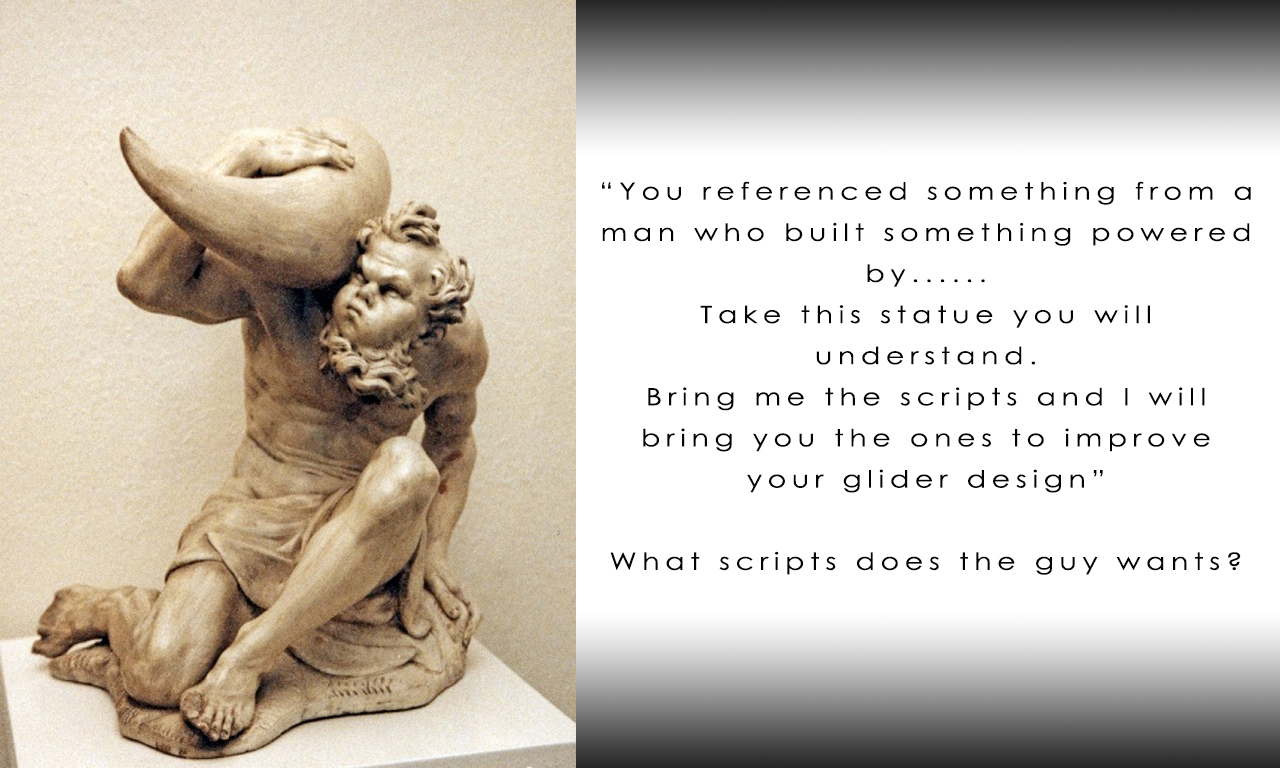 “You referenced something from a
man who built something powered
by......
Take this statue you will
understand.
Bring me the scripts and I will
bring you the ones to improve
your glider design”
What scripts does the guy wants?